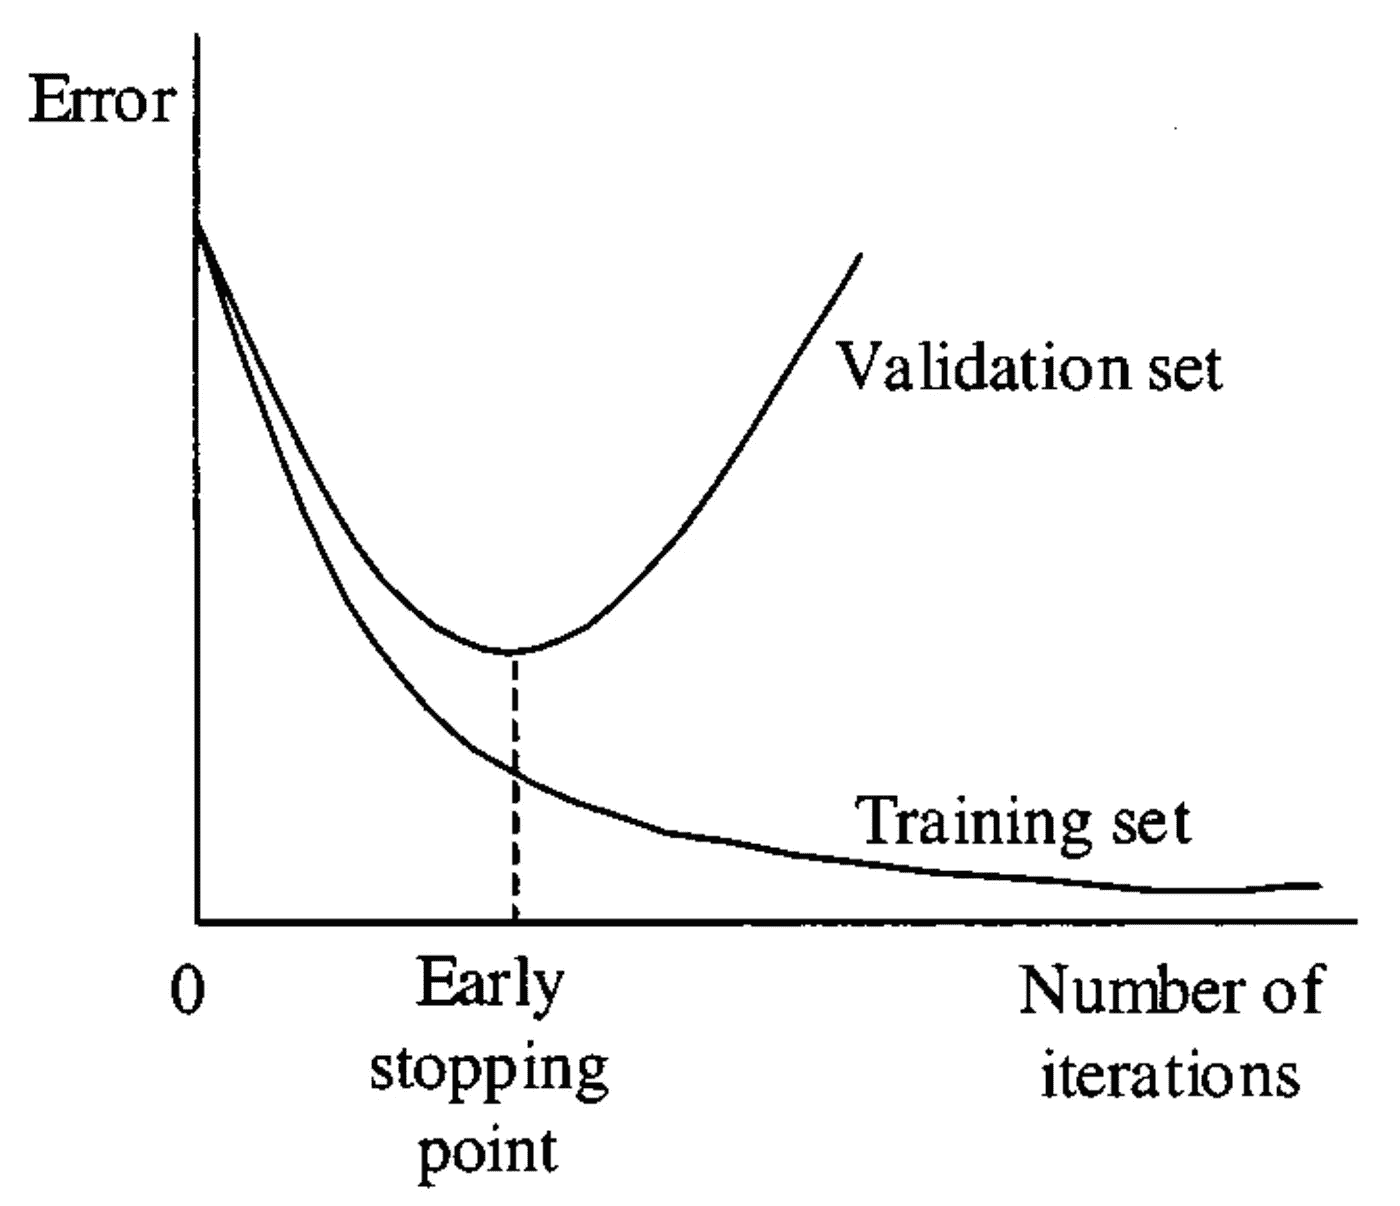 Error
Validation set
Training set
0
Early
stopping
point
Number of
iterations